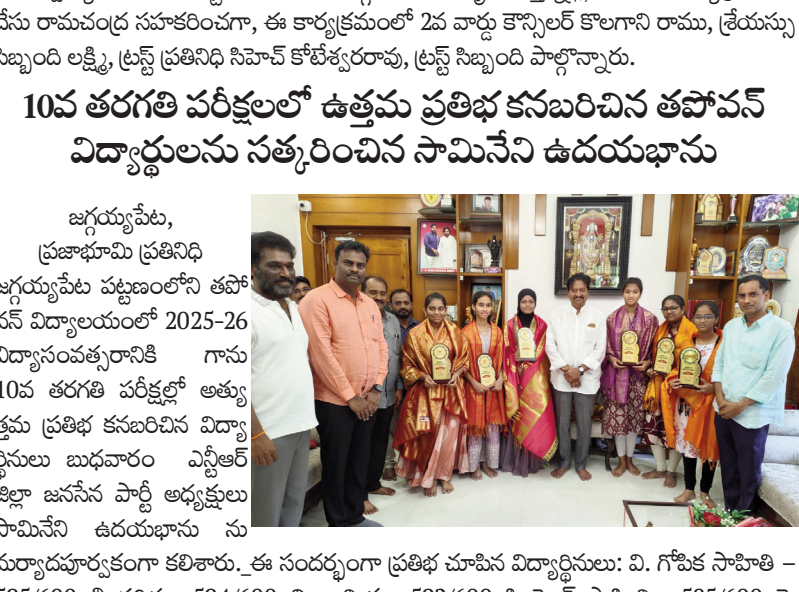 చేసు రామచంద్ర సహకరించగా, ఈ కార్యక్రమంలో 2వ వార్డు కౌన్సిలర్ కొలగాని రాము, శ్రేయస్సు
సిబ్బంది లక్ష్మి, ట్రస్ట్ ప్రతినిధి సిహెచ్ కోటేశ్వరరావు, ట్రస్ట్ సిబ్బంది పాల్గొన్నారు.
10వ తరగతి పరీక్షలలో ఉత్తమ ప్రతిభ కనబరిచిన తపోవన్
విద్యార్థులను సత్కరించిన సామినేని ఉదయభాను
జగ్గయ్యపేట,
ప్రజాభూమి ప్రతినిధి
జగ్గయ్యపేట పట్టణంలోని తపో
వన్ విద్యాలయంలో 2025-26
విద్యాసంవత్సరానికి గాను
10వ తరగతి పరీక్షల్లో అత్యు
త్తమ ప్రతిభ కనబరిచిన విద్యా
ర్థినులు బుధవారం ఎన్టీఆర్
జిల్లా జనసేన పార్టీ అధ్యక్షులు
సామినేని ఉదయభాను ను
మర్యాదపూర్వకంగా కలిశారు._ఈ సందర్భంగా ప్రతిభ చూపిన విద్యార్థినులు: వి. గోపిక సాహితి –